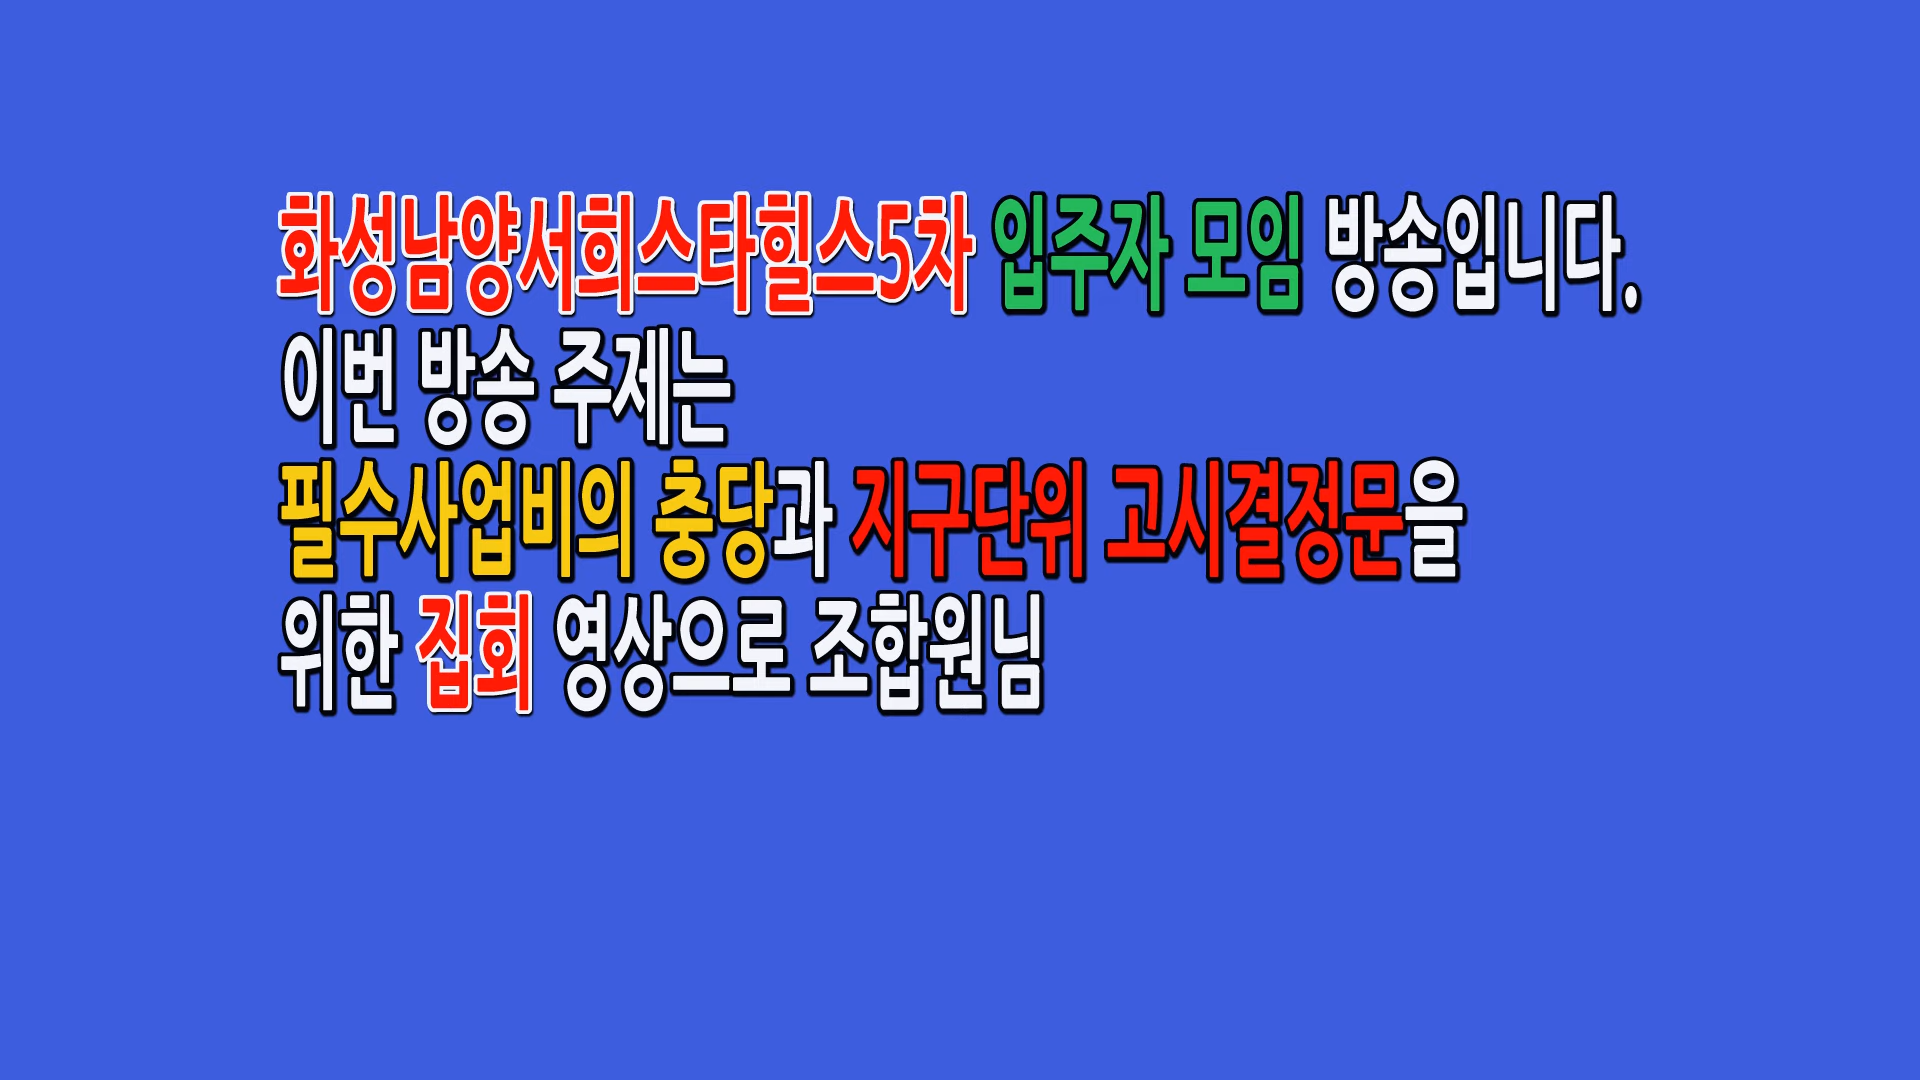 화성남양서희스타힐스5차 입주자 모임 방송입니다.
이번 방송 주제는
필수사업비의 충당과 지구단위 고시결정문을
위한 집회 영상으로 조합원님